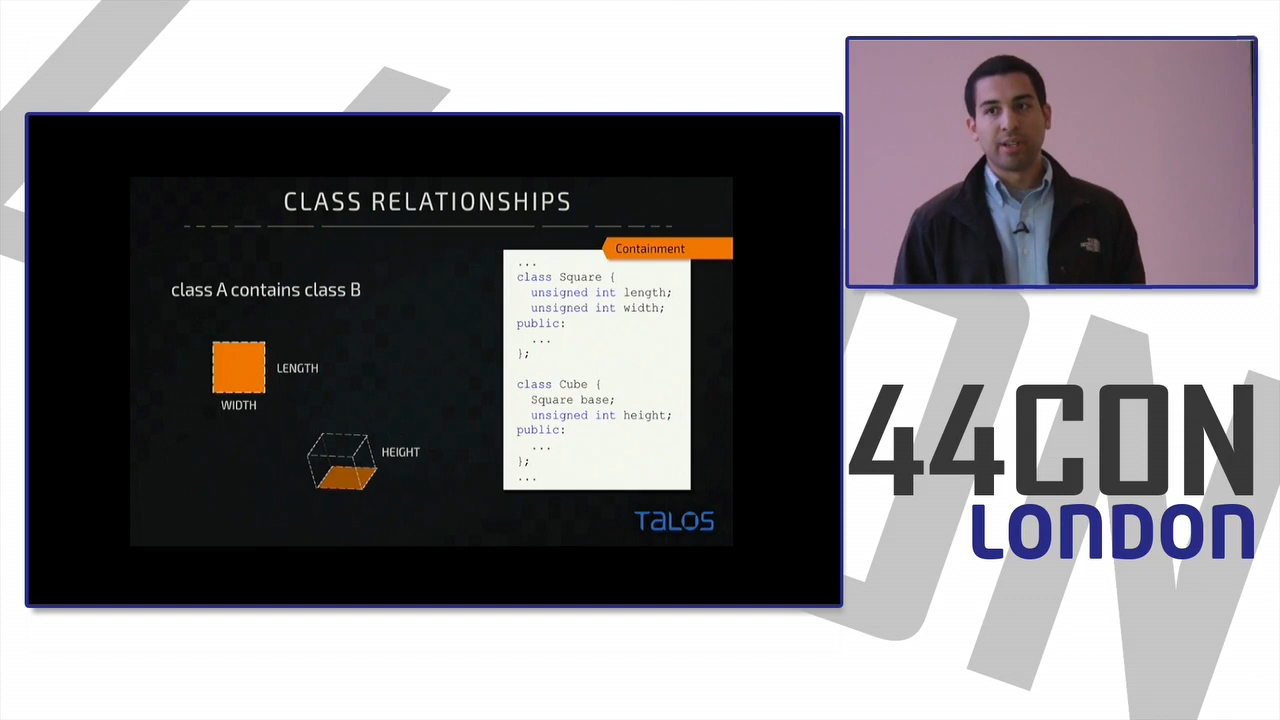 CLASS RELATIONSHIPS
class A contains class B
LENGTH
WIDTH
HEIGHT
Containment
...
class Square {
unsigned int length;
unsigned int width;
public:
...
};
class Cube {
Square base;
unsigned int height;
public:
...
};
...
TALOS
44CON
LONDON